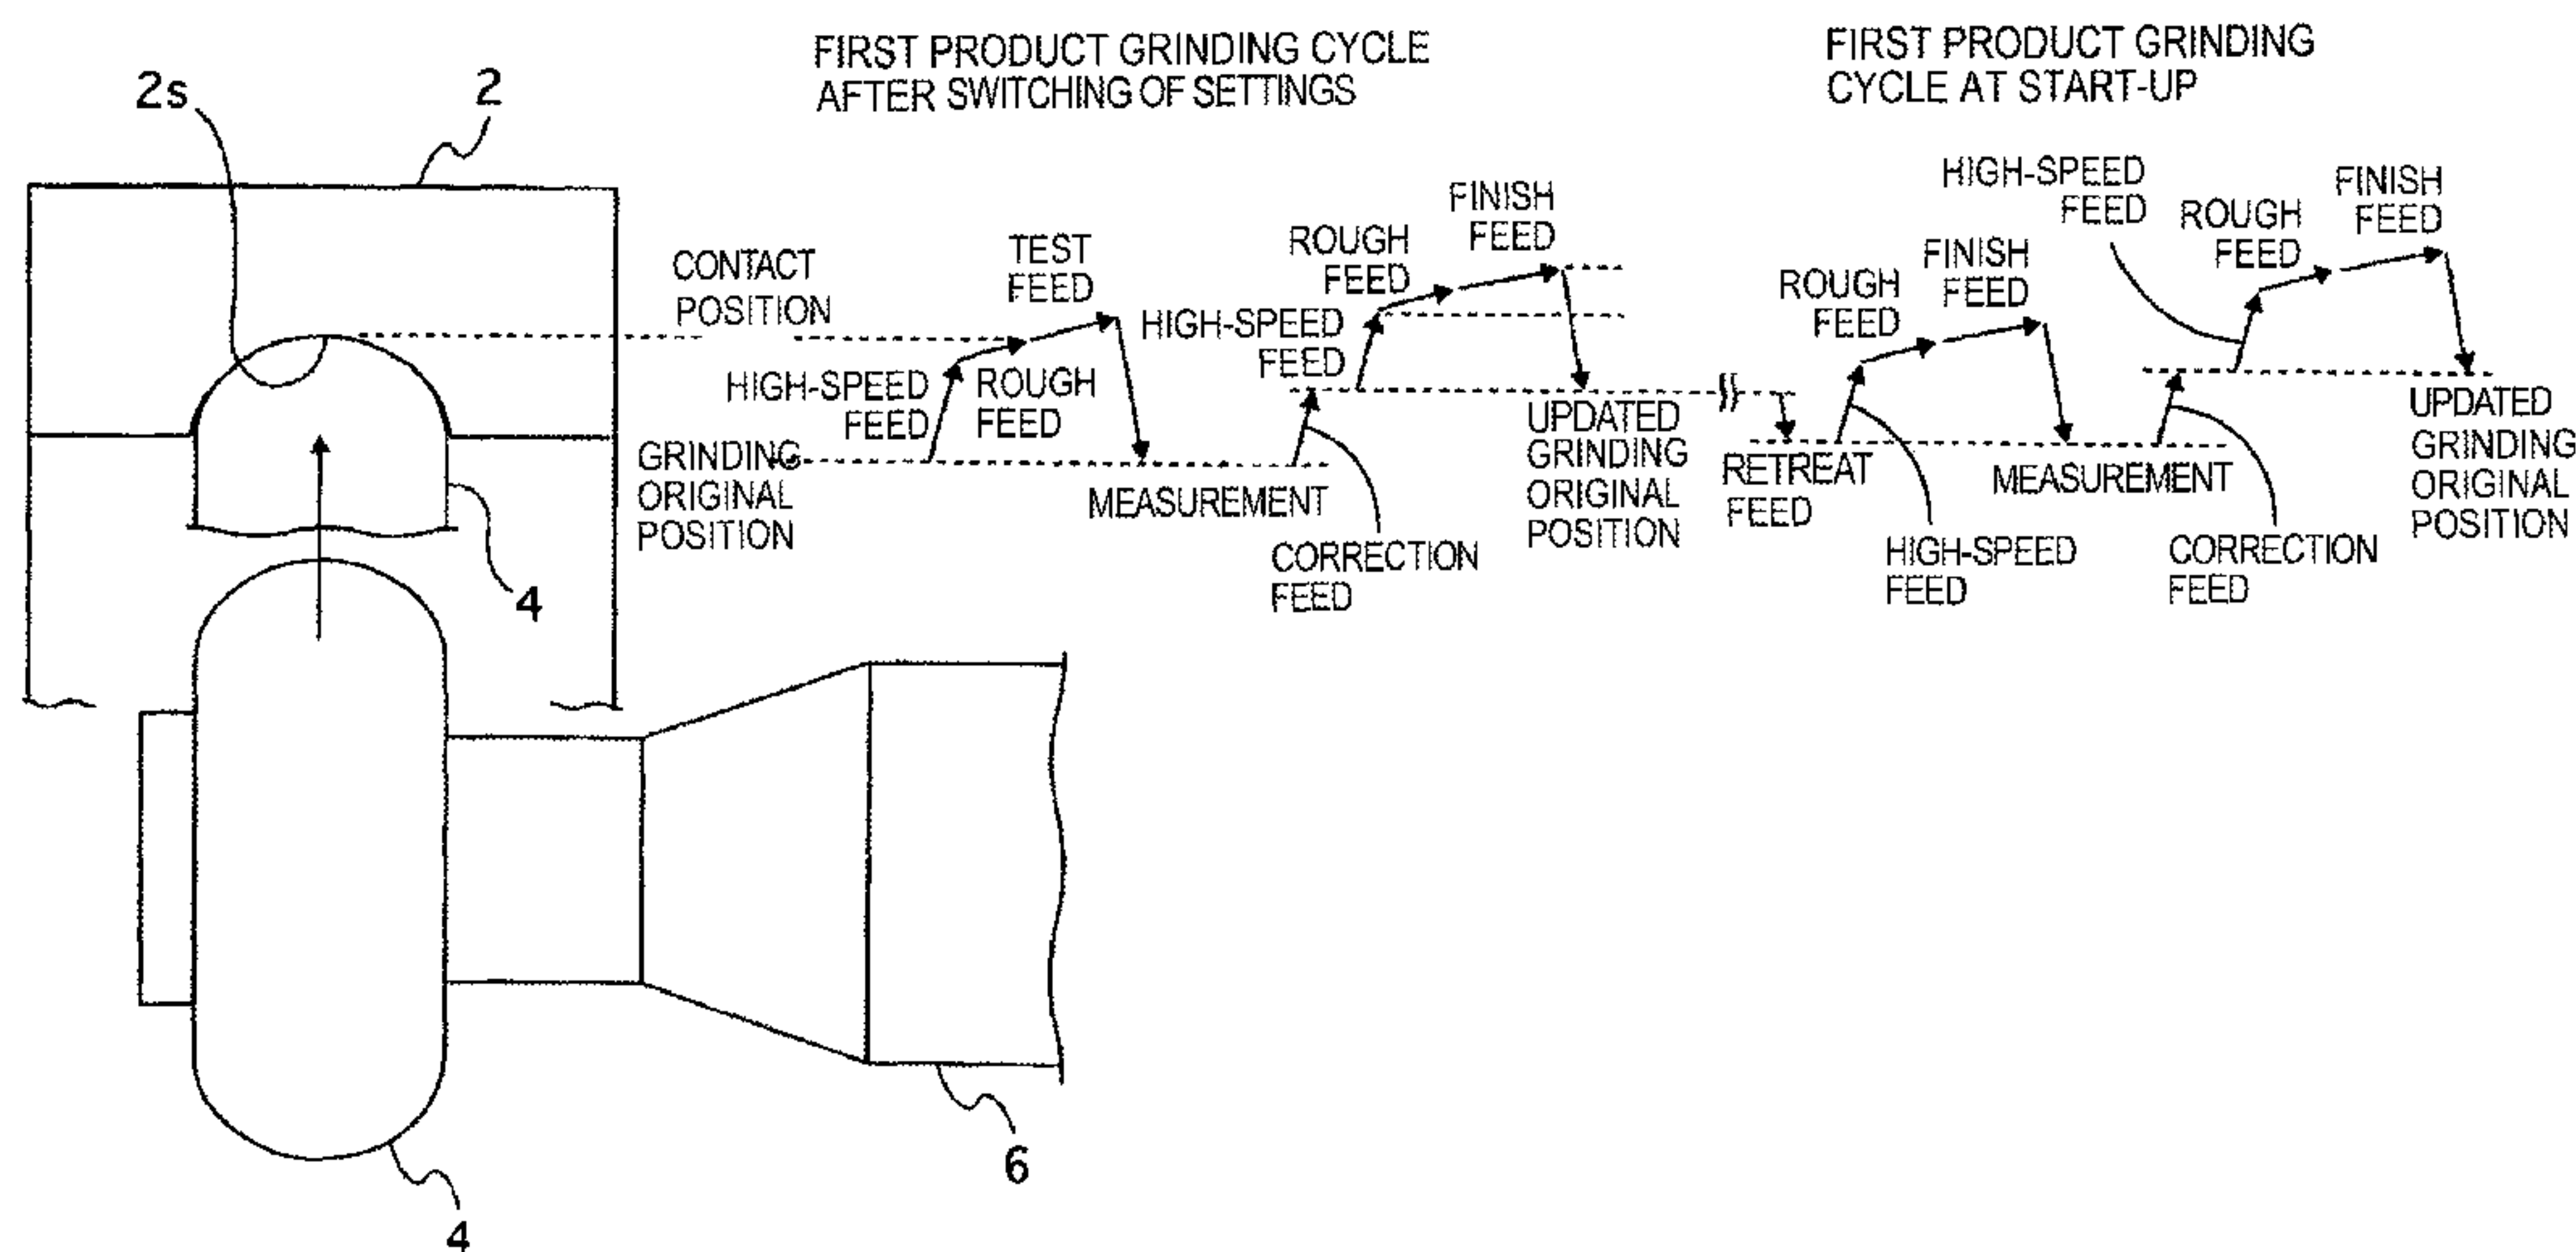 FIRST PRODUCT GRINDING CYCLE
AFTER SWITCHING OF SETTINGS
FIRST PRODUCT GRINDING
CYCLE AT START-UP
2s
2
CONTACT
POSITION
TEST
FEED
HIGH-SPEED
FEED
ROUGH
FEED
GRINDING
ORIGINAL
POSITION
MEASUREMENT
HIGH-SPEED
FEED
ROUGH
FEED
FINISH
FEED
CORRECTION
FEED
UPDATED
GRINDING
ORIGINAL
POSITION
RETREAT
FEED
ROUGH
FEED
FINISH
FEED
HIGH-SPEED
FEED
MEASUREMENT
HIGH-SPEED
FEED
ROUGH
FEED
FINISH
FEED
CORRECTION
FEED
UPDATED
GRINDING
ORIGINAL
POSITION
4
6
4